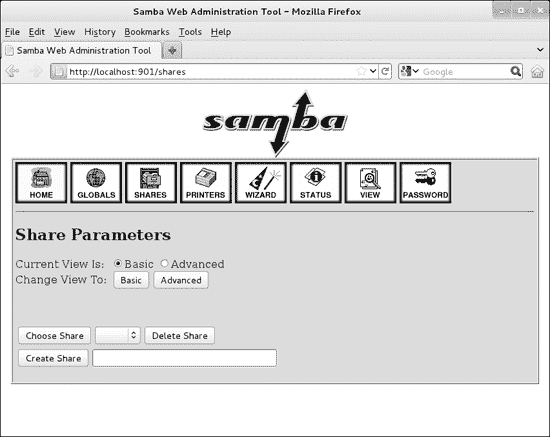 Samba Web Administration Tool - Mozilla Firefox
File Edit View History Bookmarks Tools Help
Samba Web Administration Tool
http://localhost:901/shares
Google
samba
HOME GLOBALS SHARES PRINTERS WIZARD STATUS VIEW PASSWORD
Share Parameters
Current View Is: Basic Advanced
Change View To: Basic Advanced
Choose Share Delete Share
Create Share